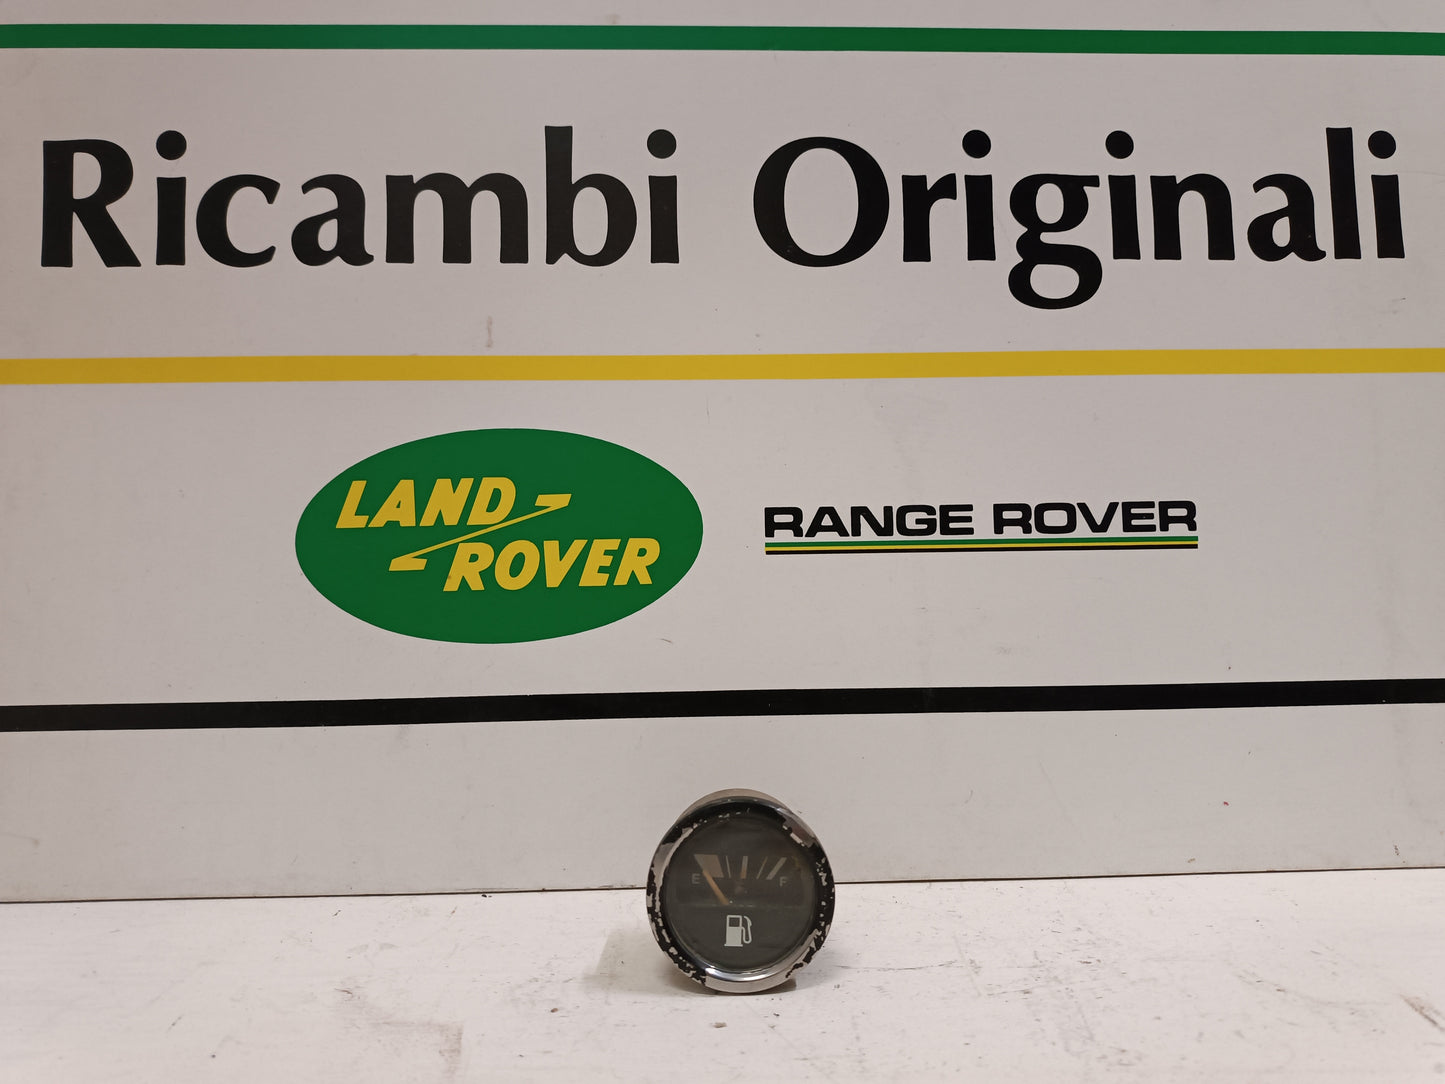 Ricambi Originali
LAND
ROVER
RANGE ROVER
E F